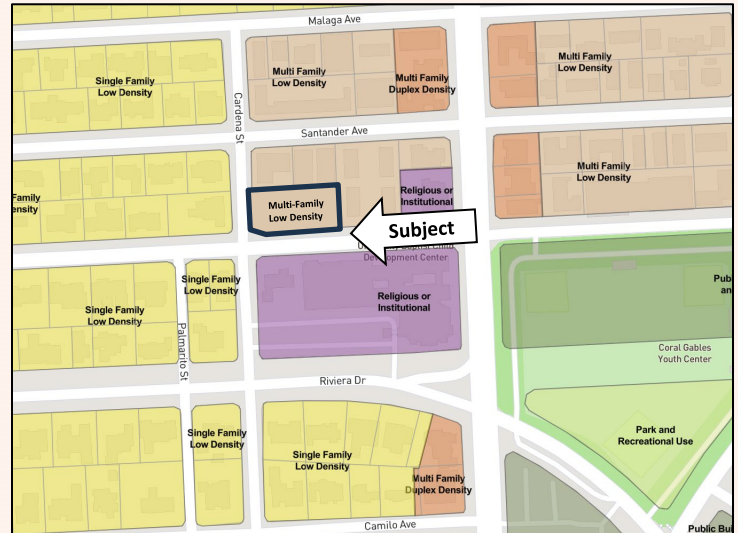 Malaga Ave
Single Family
Low Density
Multi Family
Low Density
Multi Family
Duplex Density
Multi Family
Low Density
Cardena St
Santander Ave
Family
ensity
Multi-Family
Low Density
Religious or
Institutional
Multi Family
Low Density
Subject
Development Center
Single Family
Low Density
Single Family
Low Density
Religious or
Institutional
Pub
an
Coral Gables
Youth Center
Palmarito St
Riviera Dr
Single Family
Low Density
Single Family
Low Density
Multi Family
Duplex Density
Park and
Recreational Use
Camilo Ave
Public Bui